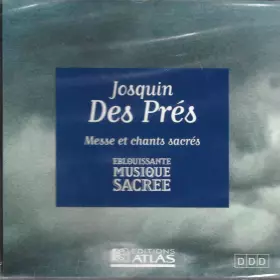 Josquin
Des Prés
Messe et chants sacrés
EBLOUISSANTE
MUSIQUE
SACREE
EDITIONS
ATLAS
DDD